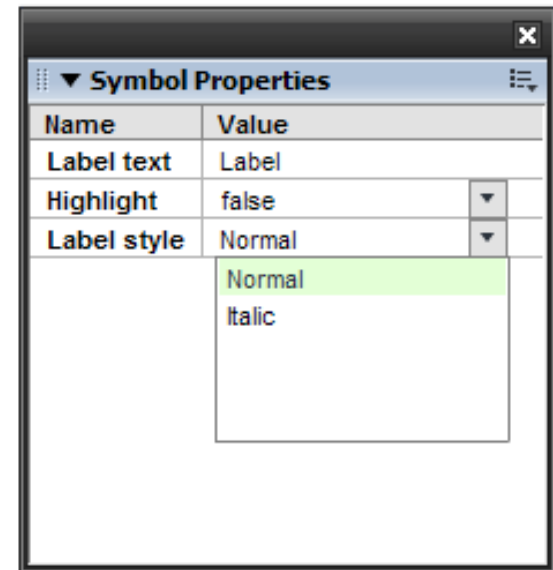 Symbol Properties
Name Value
Label text Label
Highlight false
Label style Normal
Normal
Italic